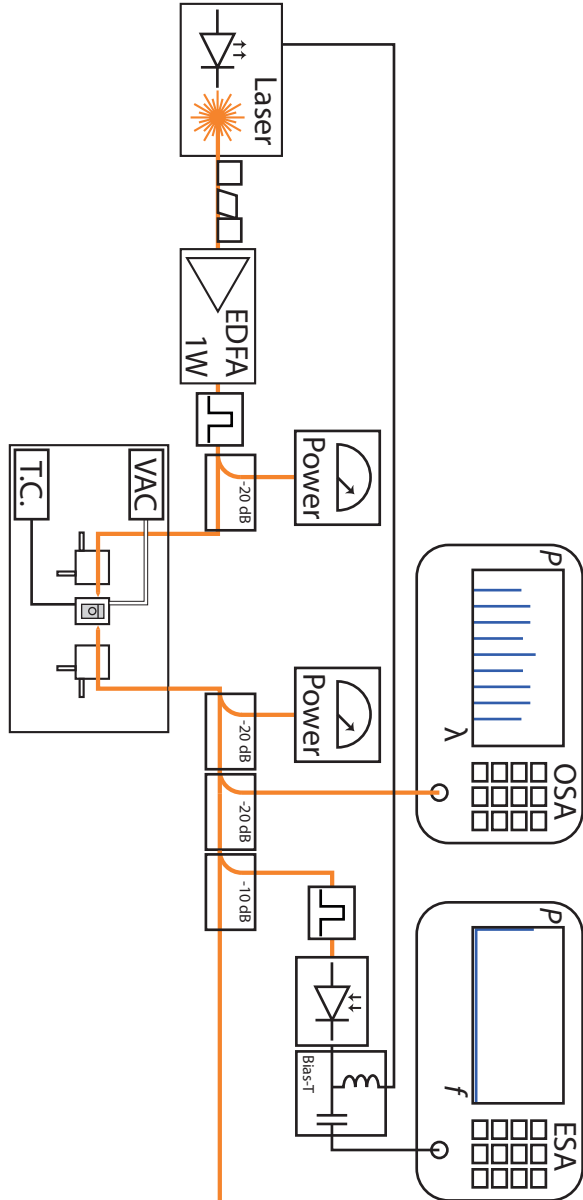 Laser
EDFA
1W
Power
-20 dB
VAC
T.C.
P
λ
OSA
Power
-20 dB
-20 dB
-10 dB
Bias-T
P
f
ESA